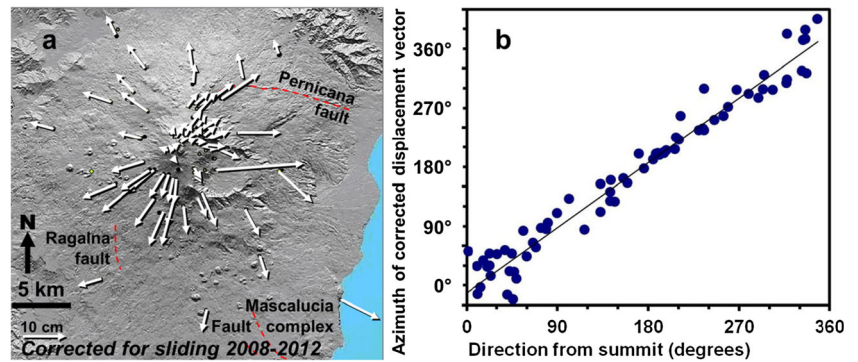 a
Pernicana
fault
N
Ragalna
fault
5 km
Mascalucia
Fault complex
10 cm
Corrected for sliding 2008-2012
b
Azimuth of corrected displacement vector
360°
270°
180°
90°
0°
0 90 180 270 360
Direction from summit (degrees)